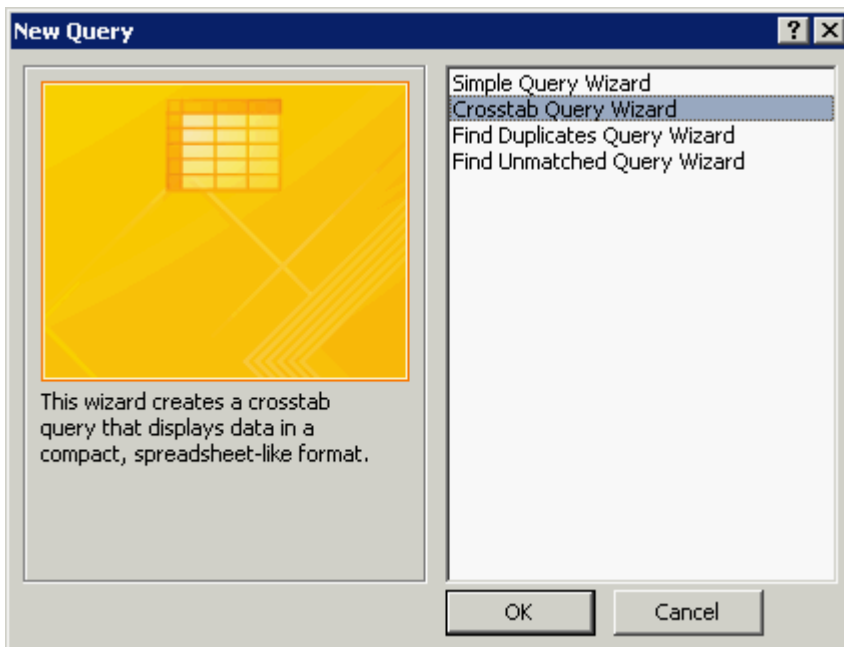 New Query
Simple Query Wizard
Crosstab Query Wizard
Find Duplicates Query Wizard
Find Unmatched Query Wizard
This wizard creates a crosstab
query that displays data in a
compact, spreadsheet-like format.
OK
Cancel